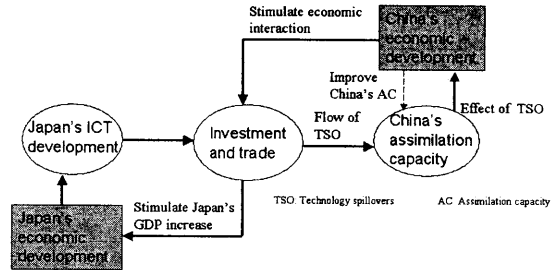 Stimulate economic
interaction
China's
economic &
development
Improve
China's AC
Effect of TSO
Japan's ICT
development
Investment
and trade
Flow of
TSO
China's
assimilation
capacity
Stimulate Japan's
GDP increase
TSO: Technology spillovers
AC Assimilation capacity
Japan's
economic
development